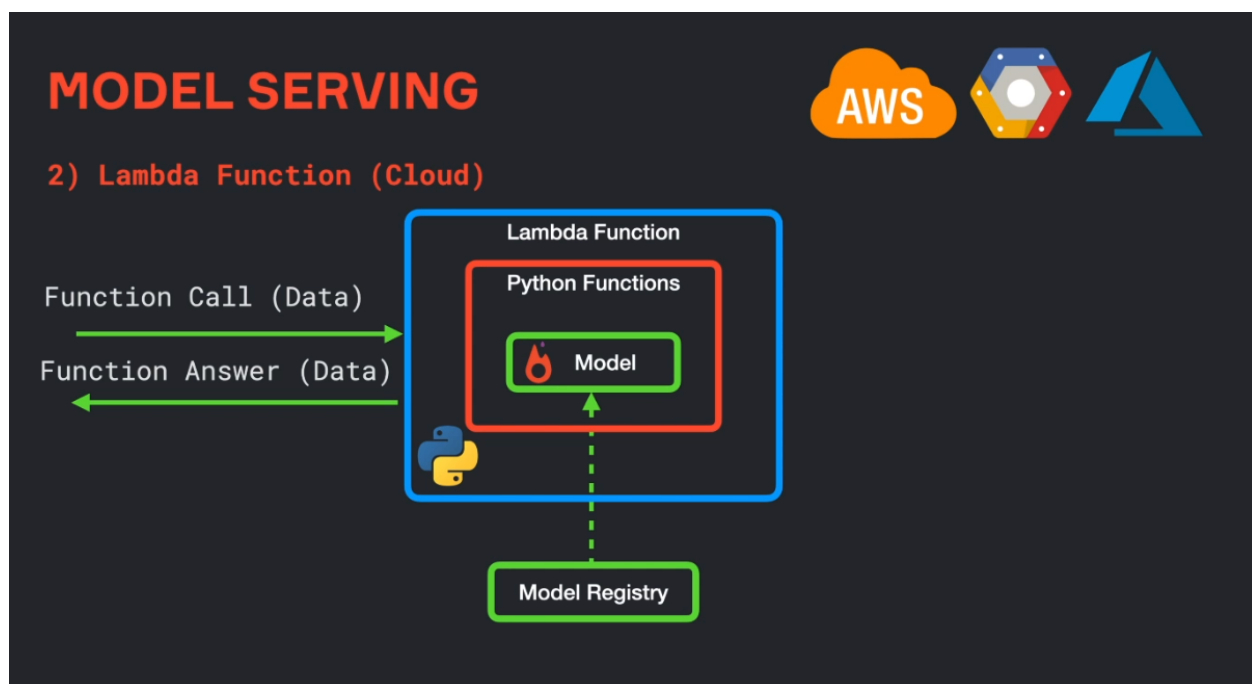 MODEL SERVING
AWS
2) Lambda Function (Cloud)
Lambda Function
Python Functions
Function Call (Data)
Model
Function Answer (Data)
Model Registry